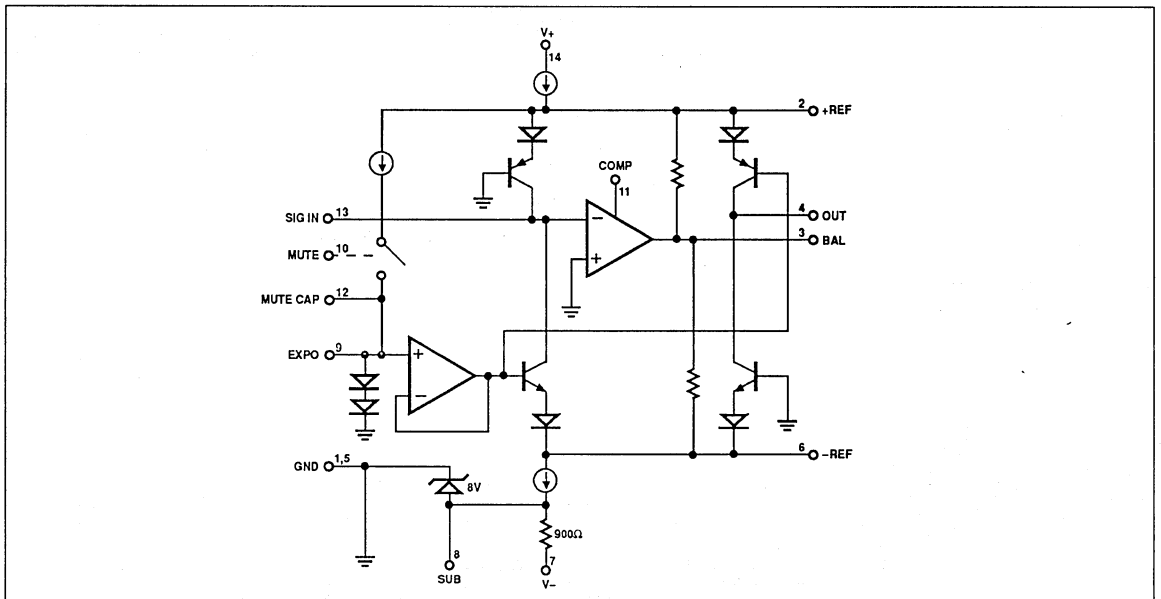 V+
14
2 +REF
COMP
11
SIG IN 13
4 OUT
MUTE 10
3 BAL
MUTE CAP 12
EXPO 9
+
−
−
+
GND 1,5
6 −REF
8V
900Ω
8
SUB
7
V−